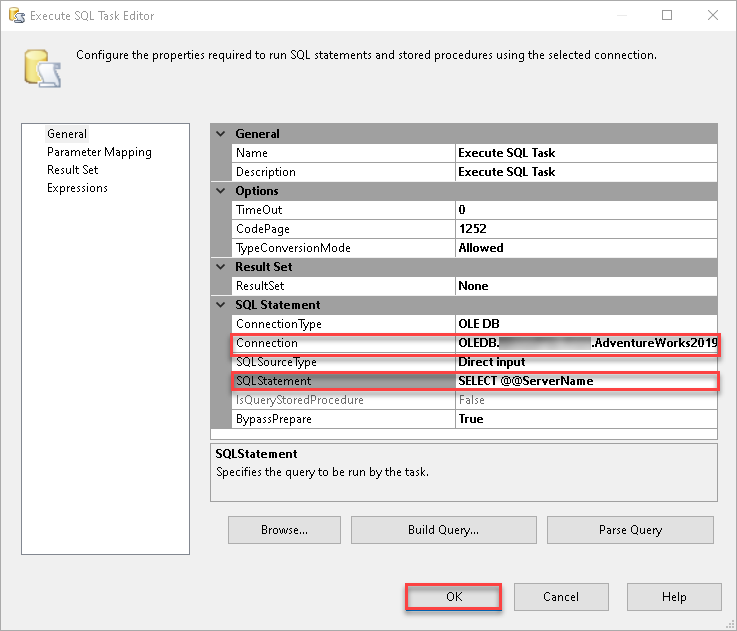 Execute SQL Task Editor
Configure the properties required to run SQL statements and stored procedures using the selected connection.
General
Parameter Mapping
Result Set
Expressions
General
Name Execute SQL Task
Description Execute SQL Task
Options
TimeOut 0
CodePage 1252
TypeConversionMode Allowed
Result Set
ResultSet None
SQL Statement
ConnectionType OLE DB
Connection OLEDB. .AdventureWorks2019
SQLSourceType Direct input
SQLStatement SELECT @@ServerName
IsQueryStoredProcedure False
BypassPrepare True
SQLStatement
Specifies the query to be run by the task.
Browse... Build Query... Parse Query
OK Cancel Help